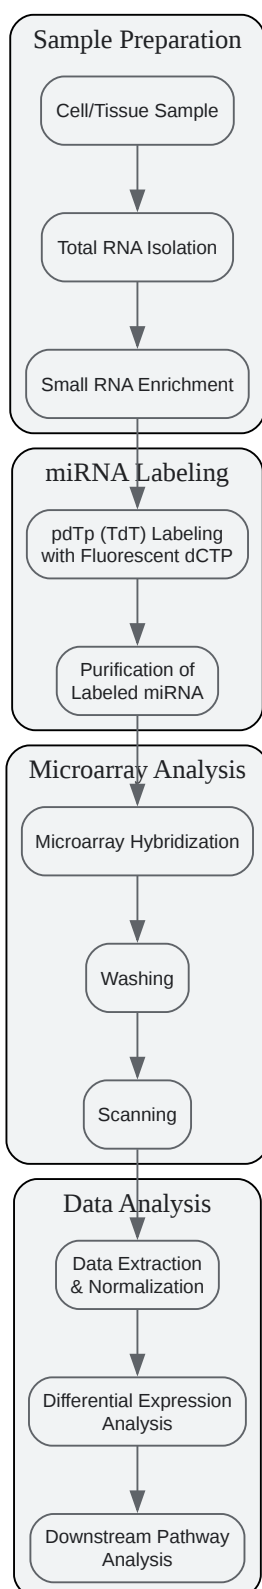 Sample Preparation
Cell/Tissue Sample
Total RNA Isolation
Small RNA Enrichment
miRNA Labeling
pdTp (TdT) Labeling
with Fluorescent dCTP
Purification of
Labeled miRNA
Microarray Analysis
Microarray Hybridization
Washing
Scanning
Data Analysis
Data Extraction
& Normalization
Differential Expression
Analysis
Downstream Pathway
Analysis